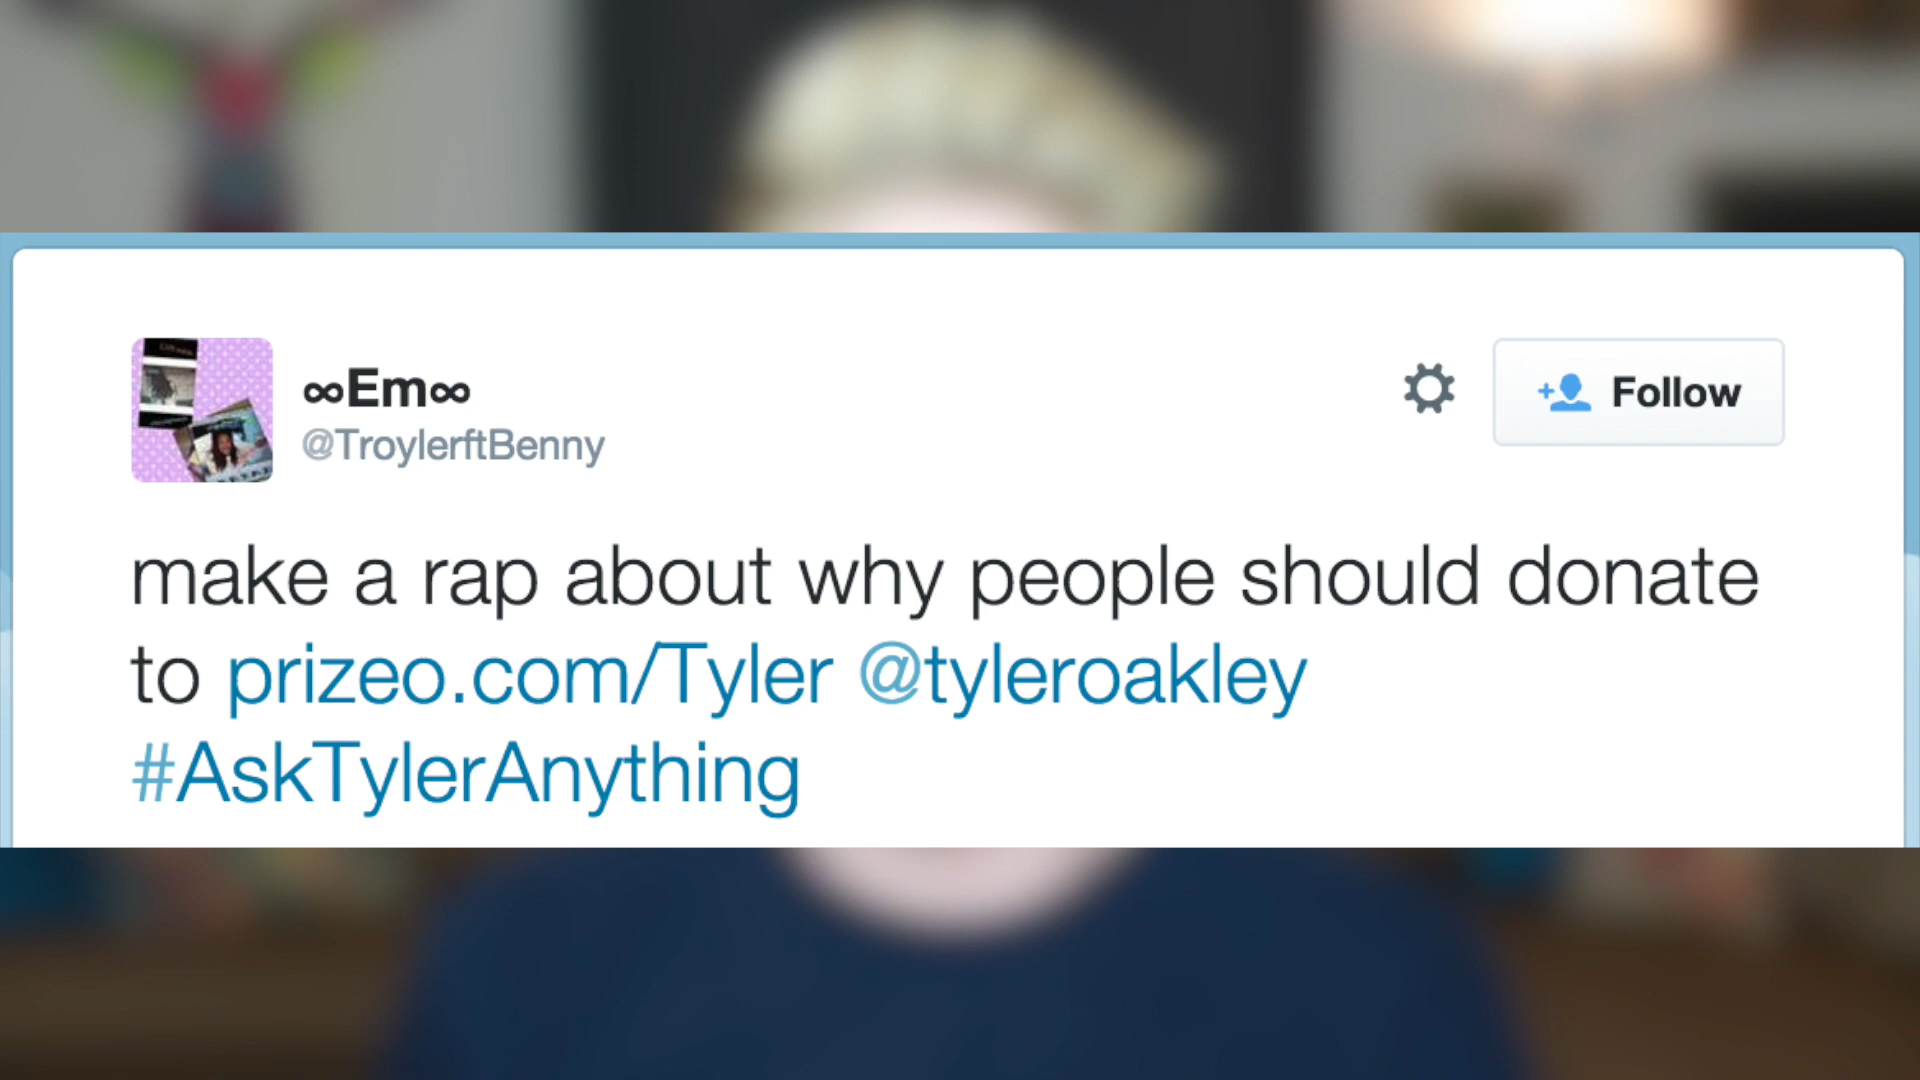 ∞Em∞
@TroylerftBenny
Follow
make a rap about why people should donate
to prizeo.com/Tyler @tyleroakley
#AskTylerAnything